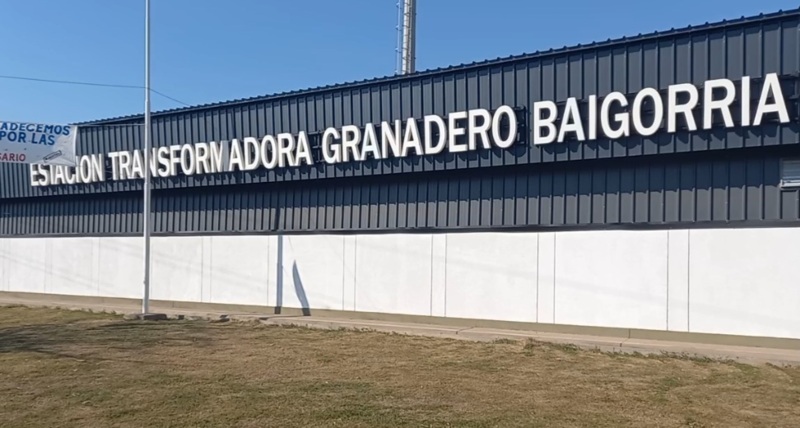 ADECEMOS
POR LAS
SARIO
ESTACION TRANSFORMADORA GRANADERO BAIGORRIA